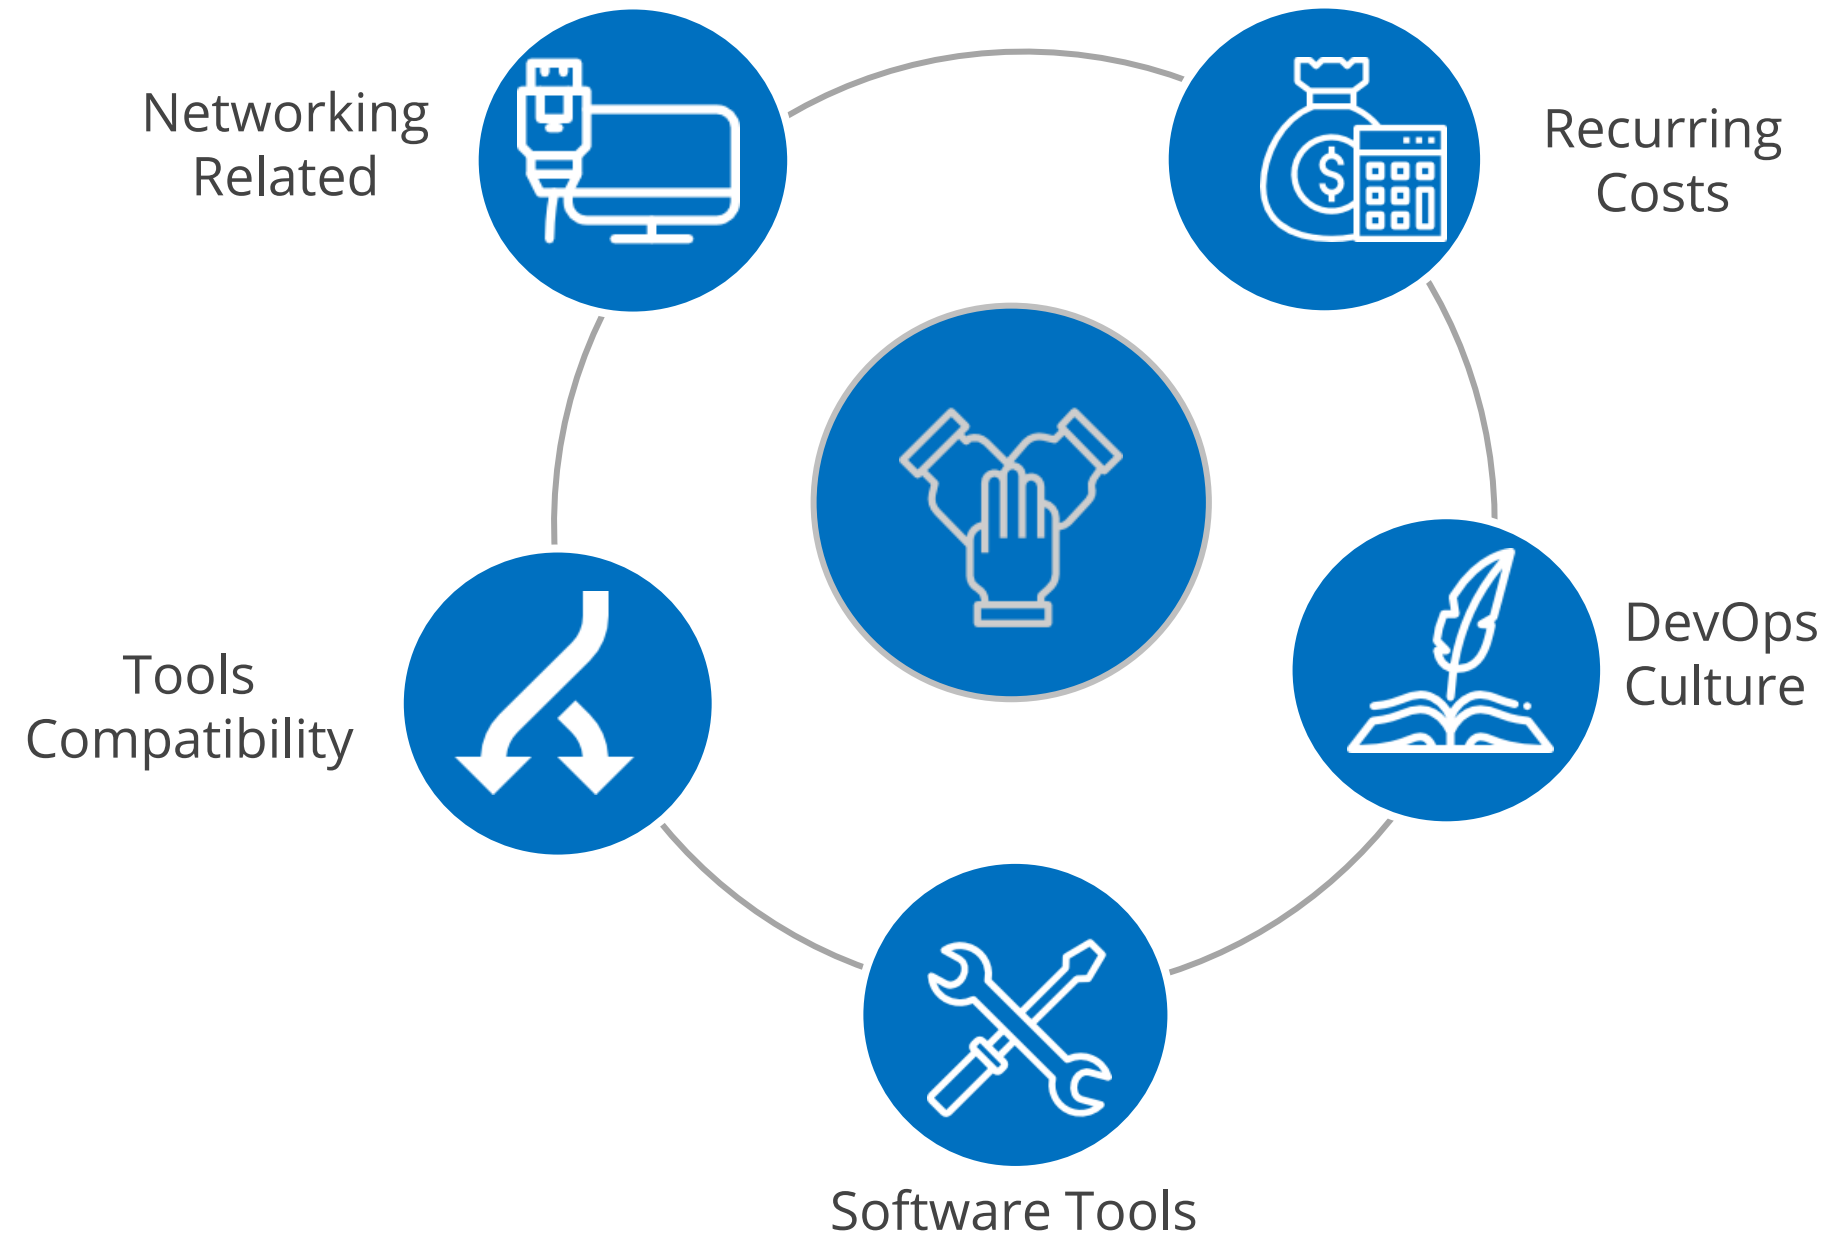 Networking
Related
Recurring
Costs
DevOps
Culture
Tools
Compatibility
Software Tools
$